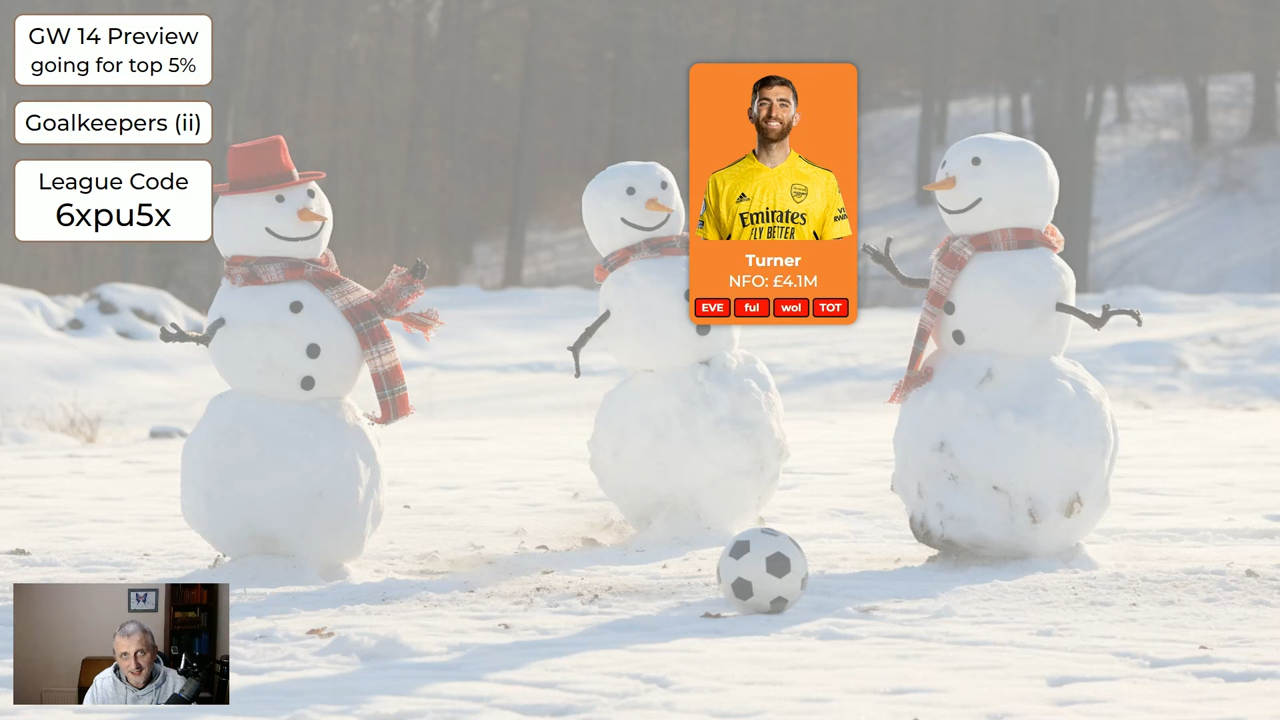 GW 14 Preview
going for top 5%
Goalkeepers (ii)
League Code
6xpu5x
Emirates
FLY BETTER
Turner
NFO: £4.1M
EVE ful wol TOT